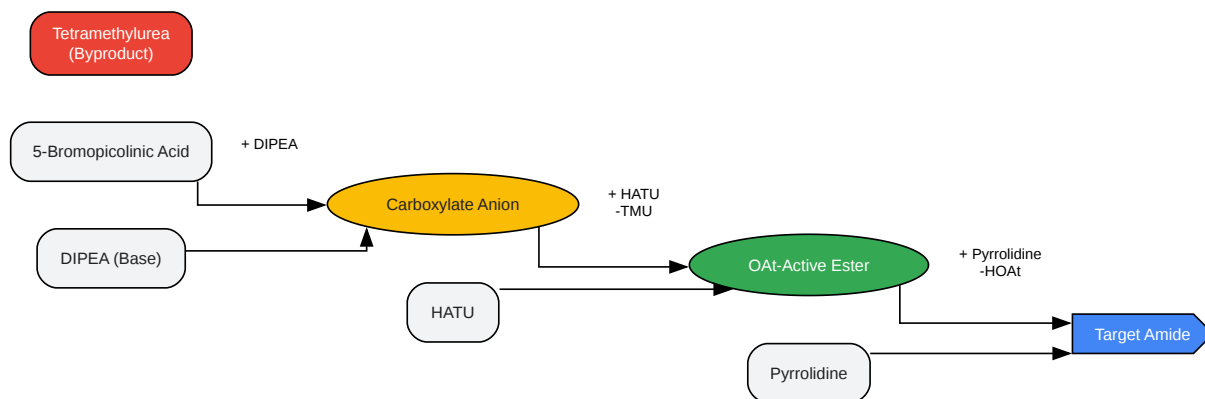 Tetramethylurea
(Byproduct)
5-Bromopicolinic Acid
+ DIPEA
Carboxylate Anion
+ HATU
-TMU
DIPEA (Base)
OAt-Active Ester
+ Pyrrolidine
-HOAt
HATU
Target Amide
Pyrrolidine